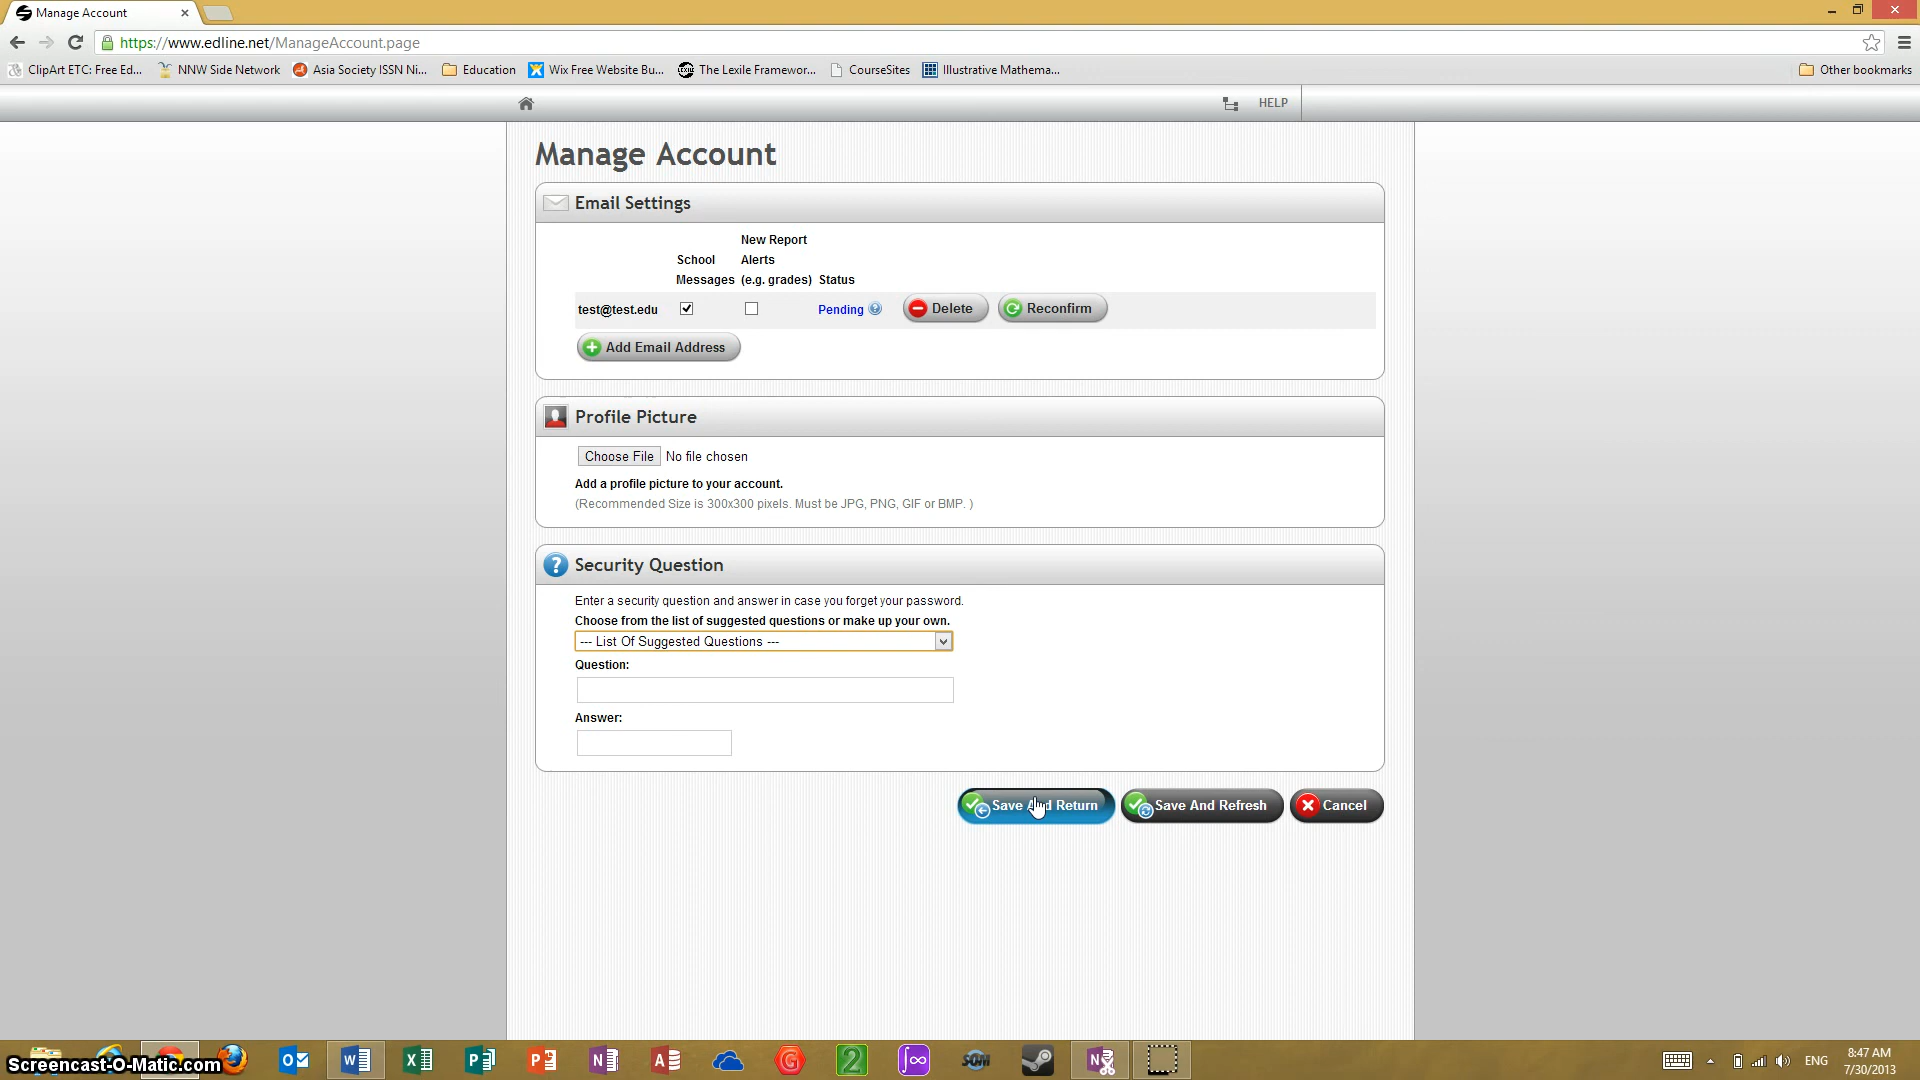 Manage Account
https://www.edline.net/ManageAccount.page
ClipArt ETC: Free Ed... NNW Side Network Asia Society ISSN Ni... Education Wix Free Website Bu... The Lexile Framewor... CourseSites Illustrative Mathema... Other bookmarks
HELP
Manage Account
Email Settings
New Report
School Alerts
Messages (e.g. grades) Status
test@test.edu Pending Delete Reconfirm
Add Email Address
Profile Picture
Choose File No file chosen
Add a profile picture to your account.
(Recommended Size is 300x300 pixels. Must be JPG, PNG, GIF or BMP. )
Security Question
Enter a security question and answer in case you forget your password.
Choose from the list of suggested questions or make up your own.
--- List Of Suggested Questions ---
Question:
Answer:
Save And Return Save And Refresh Cancel
Screencast-O-Matic.com
SOM
ENG
8:47 AM
7/30/2013